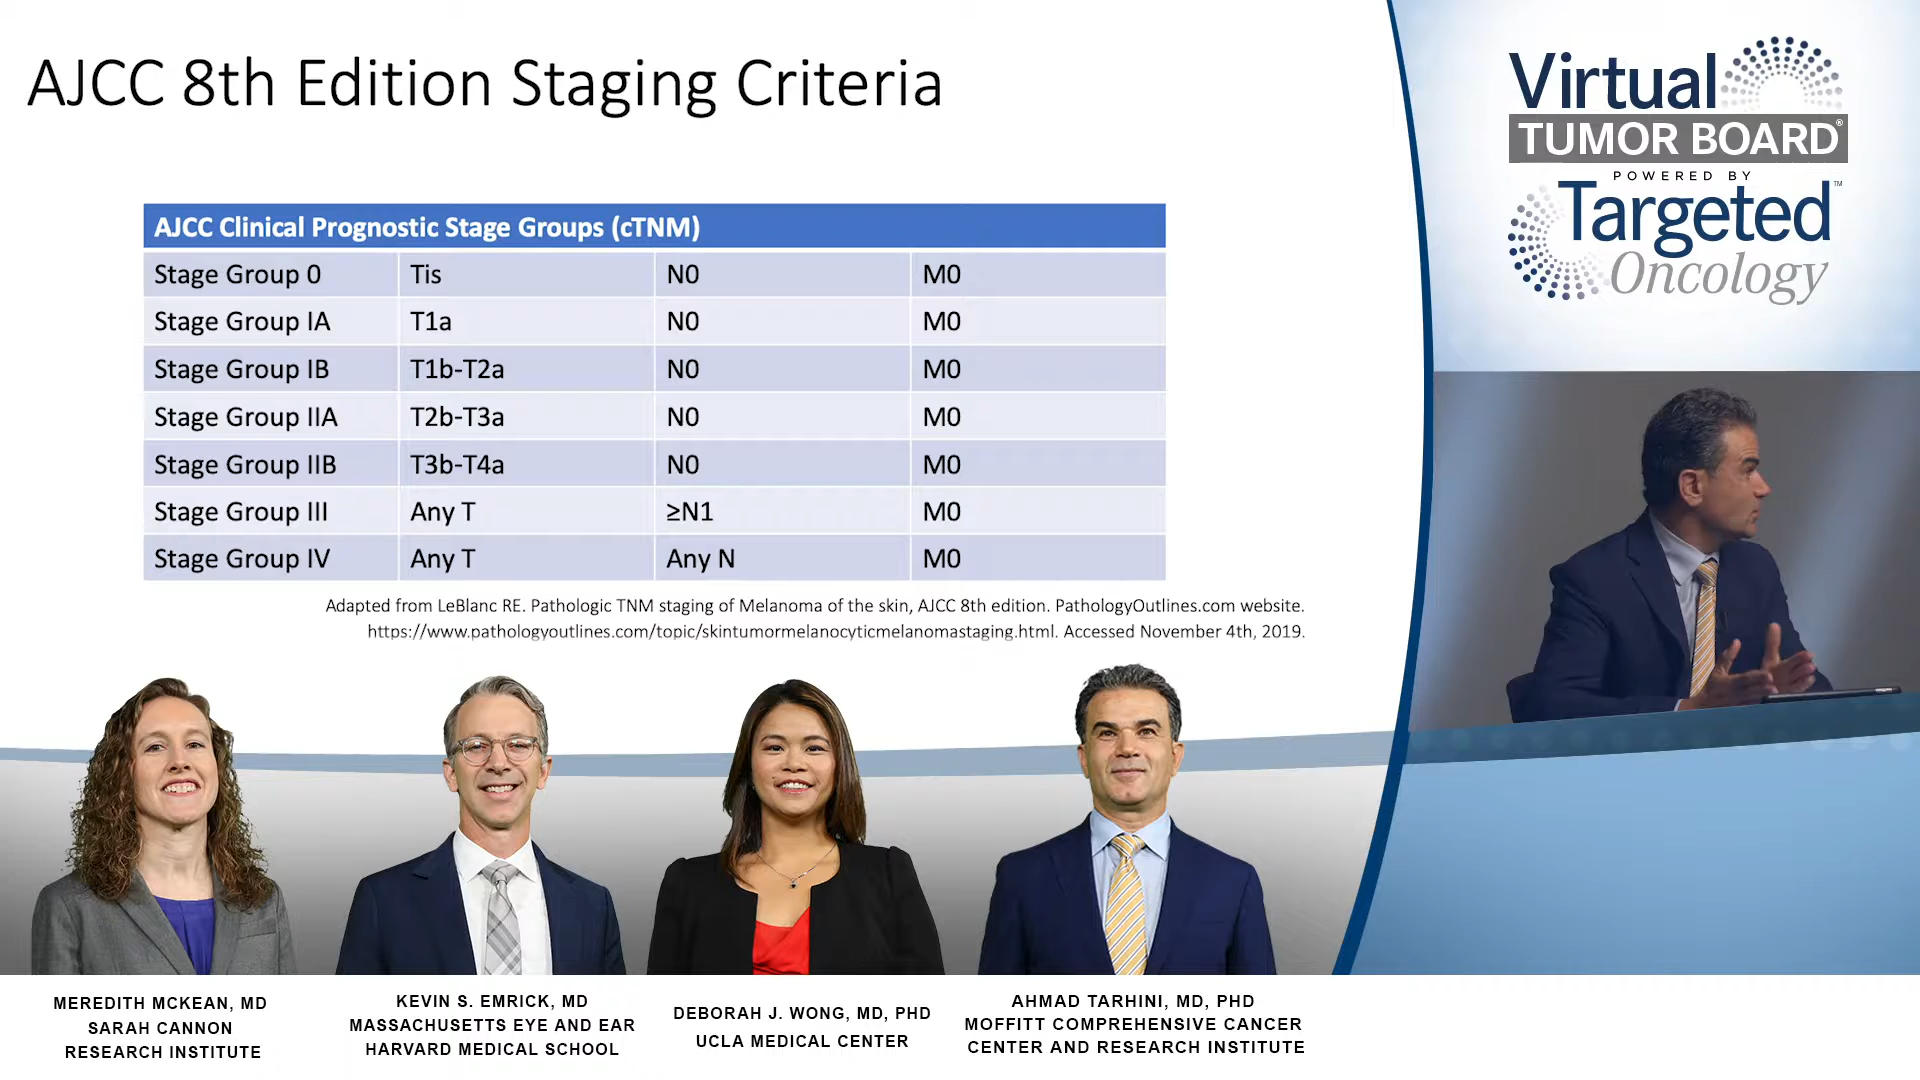 AJCC 8th Edition Staging Criteria
AJCC Clinical Prognostic Stage Groups (cTNM)
Stage Group 0 Tis N0 M0
Stage Group IA T1a N0 M0
Stage Group IB T1b-T2a N0 M0
Stage Group IIA T2b-T3a N0 M0
Stage Group IIB T3b-T4a N0 M0
Stage Group III Any T ≥N1 M0
Stage Group IV Any T Any N M0
Adapted from LeBlanc RE. Pathologic TNM staging of Melanoma of the skin, AJCC 8th edition. PathologyOutlines.com website.
https://www.pathologyoutlines.com/topic/skintumormelanocyticmelanomastaging.html. Accessed November 4th, 2019.
Virtual
TUMOR BOARD®
POWERED BY
Targeted™
Oncology
MEREDITH MCKEAN, MD
SARAH CANNON
RESEARCH INSTITUTE
KEVIN S. EMRICK, MD
MASSACHUSETTS EYE AND EAR
HARVARD MEDICAL SCHOOL
DEBORAH J. WONG, MD, PHD
UCLA MEDICAL CENTER
AHMAD TARHINI, MD, PHD
MOFFITT COMPREHENSIVE CANCER
CENTER AND RESEARCH INSTITUTE